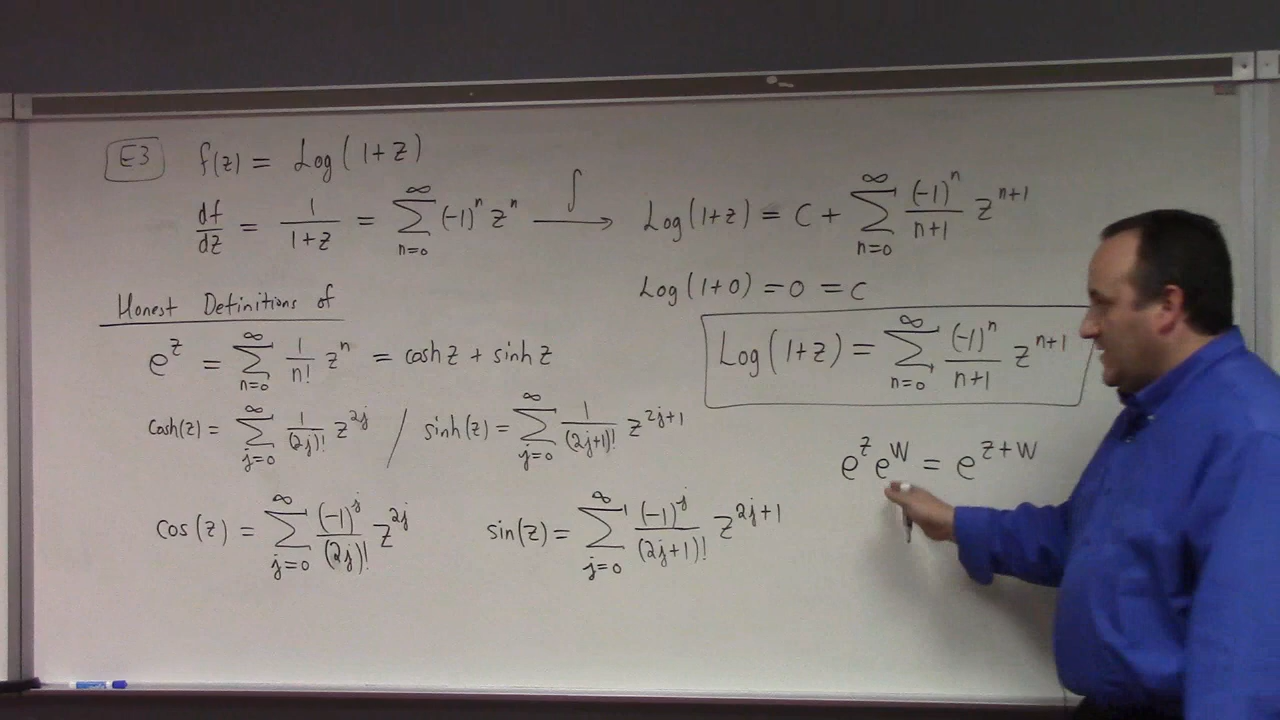 E3 f(z) = Log(1+z)
df/dz = 1/(1+z) = ∑_{n=0}^{∞} (-1)^n z^n —∫→ Log(1+z) = C + ∑_{n=0}^{∞} (-1)^n/(n+1) z^{n+1}
Log(1+0) = 0 = C
Log(1+z) = ∑_{n=0}^{∞} (-1)^n/(n+1) z^{n+1}
Honest Definitions of
e^z = ∑_{n=0}^{∞} 1/n! z^n = cosh z + sinh z
cosh(z) = ∑_{j=0}^{∞} 1/(2j)! z^{2j} / sinh(z) = ∑_{j=0}^{∞} 1/(2j+1)! z^{2j+1}
e^z e^w = e^{z+w}
cos(z) = ∑_{j=0}^{∞} (-1)^j/(2j)! z^{2j} sin(z) = ∑_{j=0}^{∞} (-1)^j/(2j+1)! z^{2j+1}